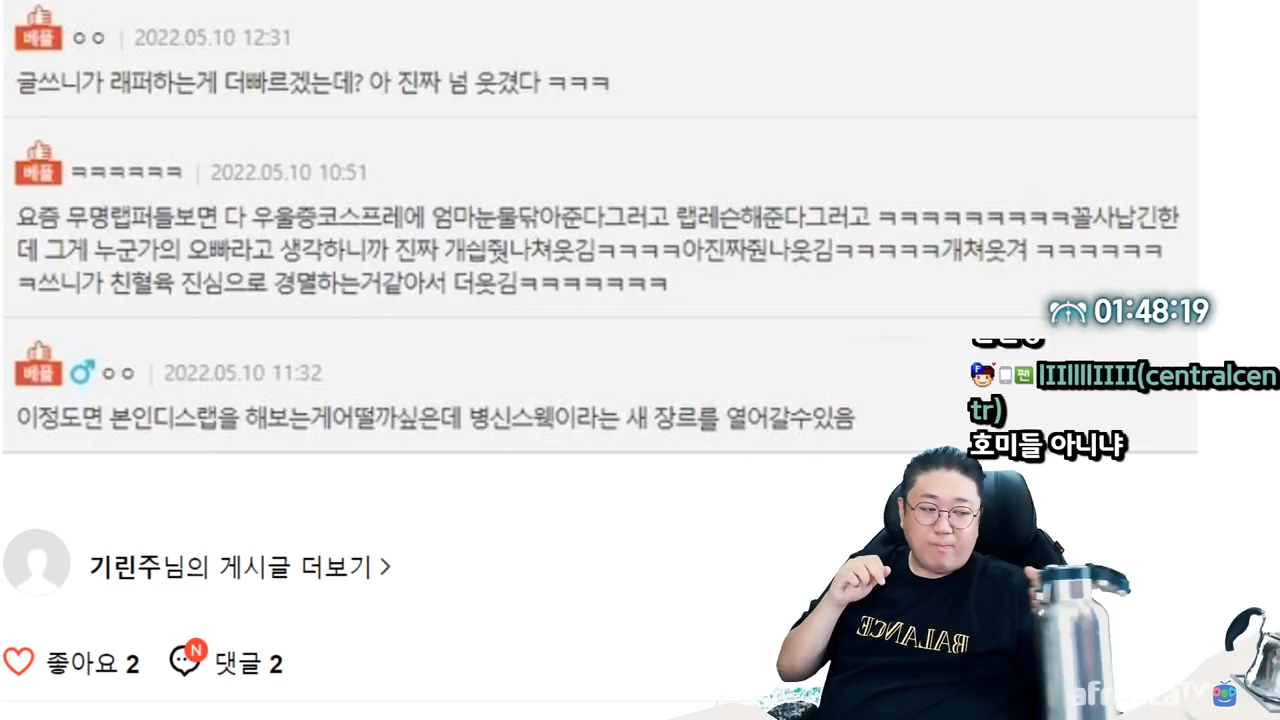 베플 ㅇㅇ | 2022.05.10 12:31
글쓰니가 래퍼하는게 더빠르겠는데? 아 진짜 넘 웃겼다 ㅋㅋㅋ
베플 ㅋㅋㅋㅋㅋㅋ | 2022.05.10 10:51
요즘 무명랩퍼들보면 다 우울증코스프레에 엄마눈물닦아준다그러고 랩레슨해준다그러고 ㅋㅋㅋㅋㅋㅋㅋㅋㅋㅋ꼴사납긴한
데 그게 누군가의 오빠라고 생각하니까 진짜 개쉽줫나쳐웃김ㅋㅋㅋㅋ아진짜줜나웃김ㅋㅋㅋㅋㅋ개쳐웃겨 ㅋㅋㅋㅋㅋㅋ
ㅋ쓰니가 친혈육 진심으로 경멸하는거같아서 더웃김ㅋㅋㅋㅋㅋㅋㅋ
01:48:19
베플 ㅇㅇ | 2022.05.10 11:32
팬 lIIllllIIII(centralcen
tr)
이정도면 본인디스랩을 해보는게어떨까싶은데 병신스웩이라는 새 장르를 열어갈수있음
호미들 아니냐
기린주님의 게시글 더보기 >
BALANCE
좋아요 2 N 댓글 2
afreecaTV